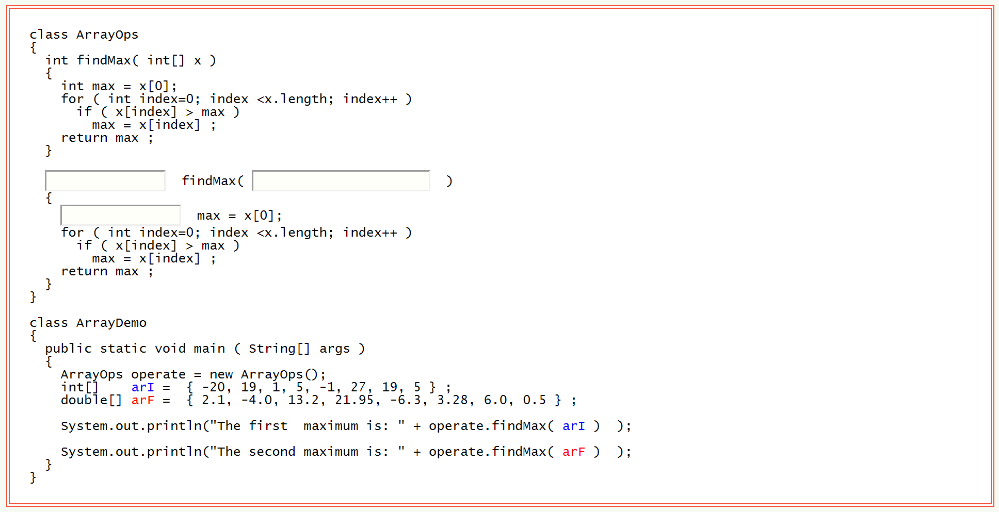 class ArrayOps
{
  int findMax( int[] x )
  {
    int max = x[0];
    for ( int index=0; index <x.length; index++ )
      if ( x[index] > max )
        max = x[index] ;
    return max ;
  }
  findMax(  )
  {
    max = x[0];
    for ( int index=0; index <x.length; index++ )
      if ( x[index] > max )
        max = x[index] ;
    return max ;
  }
}
class ArrayDemo
{
  public static void main ( String[] args )
  {
    ArrayOps operate = new ArrayOps();
    int[]    arI =  { -20, 19, 1, 5, -1, 27, 19, 5 } ;
    double[] arF =  { 2.1, -4.0, 13.2, 21.95, -6.3, 3.28, 6.0, 0.5 } ;
    System.out.println("The first  maximum is: " + operate.findMax( arI )  );
    System.out.println("The second maximum is: " + operate.findMax( arF )  );
  }
}